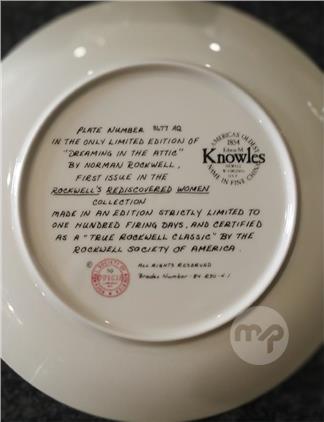 PLATE NUMBER 8677 AQ
IN THE ONLY LIMITED EDITION OF
"DREAMING IN THE ATTIC"
BY NORMAN ROCKWELL,
FIRST ISSUE IN THE
ROCKWELL'S REDISCOVERED WOMEN
COLLECTION
MADE IN AN EDITION STRICTLY LIMITED TO
ONE HUNDRED FIRING DAYS, AND CERTIFIED
AS A "TRUE ROCKWELL CLASSIC" BY THE
ROCKWELL SOCIETY OF AMERICA.
© ALL RIGHTS RESERVED
Bradex Number-84-R70-4.1
AMERICA'S OLDEST
1854
Edwin M.
Knowles
U.S.A.
NAME IN FINE CHINA
mp